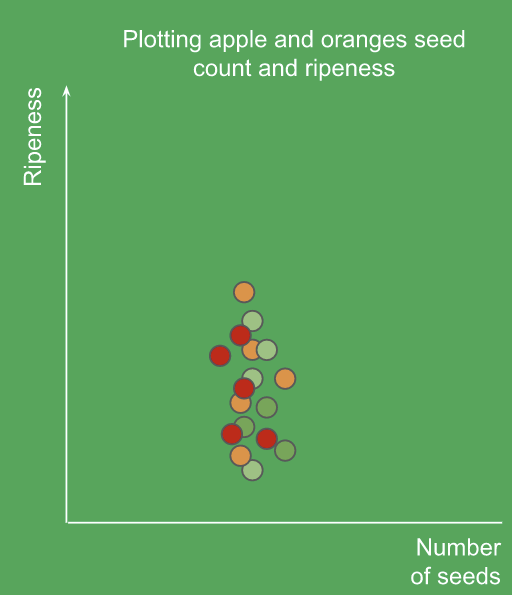 Plotting apple and oranges seed
count and ripeness
Ripeness
Number
of seeds